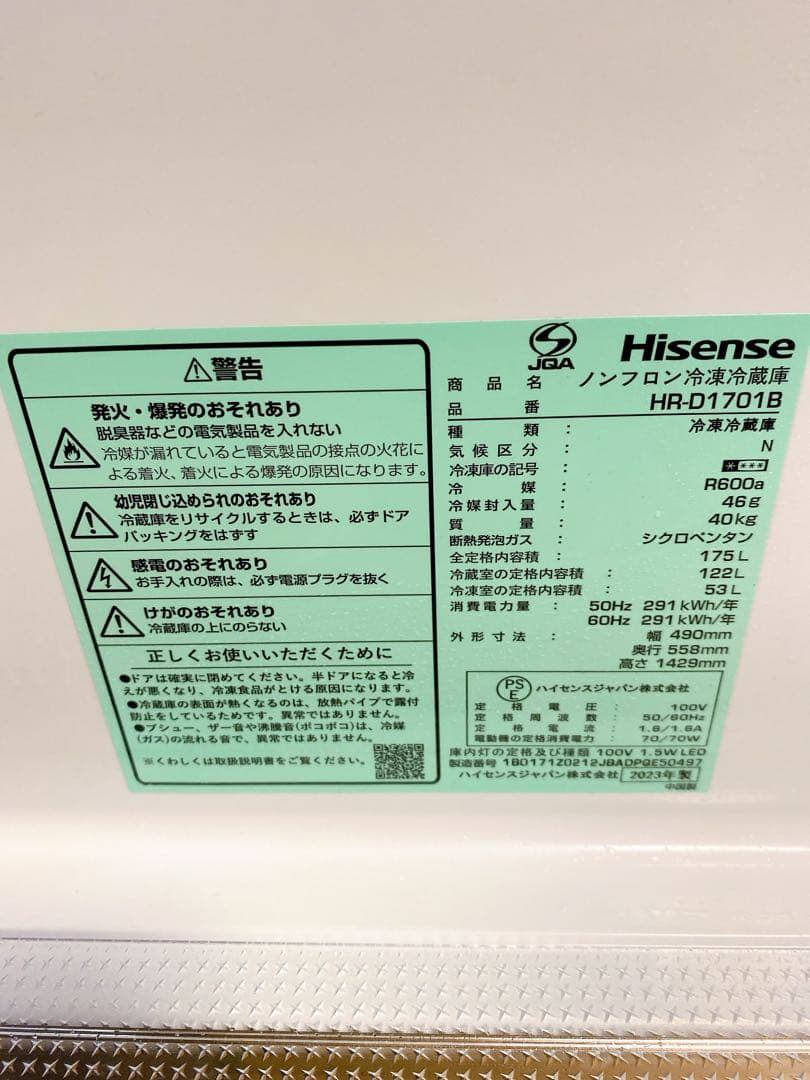 ⚠警告
発火・爆発のおそれあり
脱臭器などの電気製品を入れない
冷媒が漏れていると電気製品の接点の火花に
よる着火、着火による爆発の原因になります。
幼児閉じ込められのおそれあり
冷蔵庫をリサイクルするときは、必ずドア
パッキングをはずす
感電のおそれあり
お手入れの際は、必ず電源プラグを抜く
けがのおそれあり
冷蔵庫の上にのらない
正しくお使いいただくために
●ドアは確実に閉めてください。半ドアになると冷
えが悪くなり、冷凍食品がとける原因になります。
●冷蔵庫の表面が熱くなるのは、放熱パイプで露付
防止をしているためです。異常ではありません。
●ブシュー、ザー音や沸騰音(ボコボコ)は、冷媒
(ガス)の流れる音で、異常ではありません。
※くわしくは取扱説明書をご覧ください。
JQA
Hisense
商品名 ノンフロン冷凍冷蔵庫
品番 HR-D1701B
種類 : 冷凍冷蔵庫
気候区分 : N
冷凍庫の記号 : ****
冷媒 : R600a
冷媒封入量 : 46g
質量 : 40kg
断熱発泡ガス : シクロペンタン
全定格内容積 : 175L
冷蔵室の定格内容積 : 122L
冷凍室の定格内容積 : 53L
消費電力量 : 50Hz 291kWh/年
60Hz 291kWh/年
外形寸法 : 幅 490mm
奥行 558mm
高さ 1429mm
PSE ハイセンスジャパン株式会社
定格電圧 : 100V
定格周波数 : 50/60Hz
定格電流 : 1.6/1.6A
電動機の定格消費電力 : 70/70W
庫内灯の定格及び種類 100V 1.5W LED
製造番号 1B0171Z0212JBADPQE50497
ハイセンスジャパン株式会社 2023年製
中国製